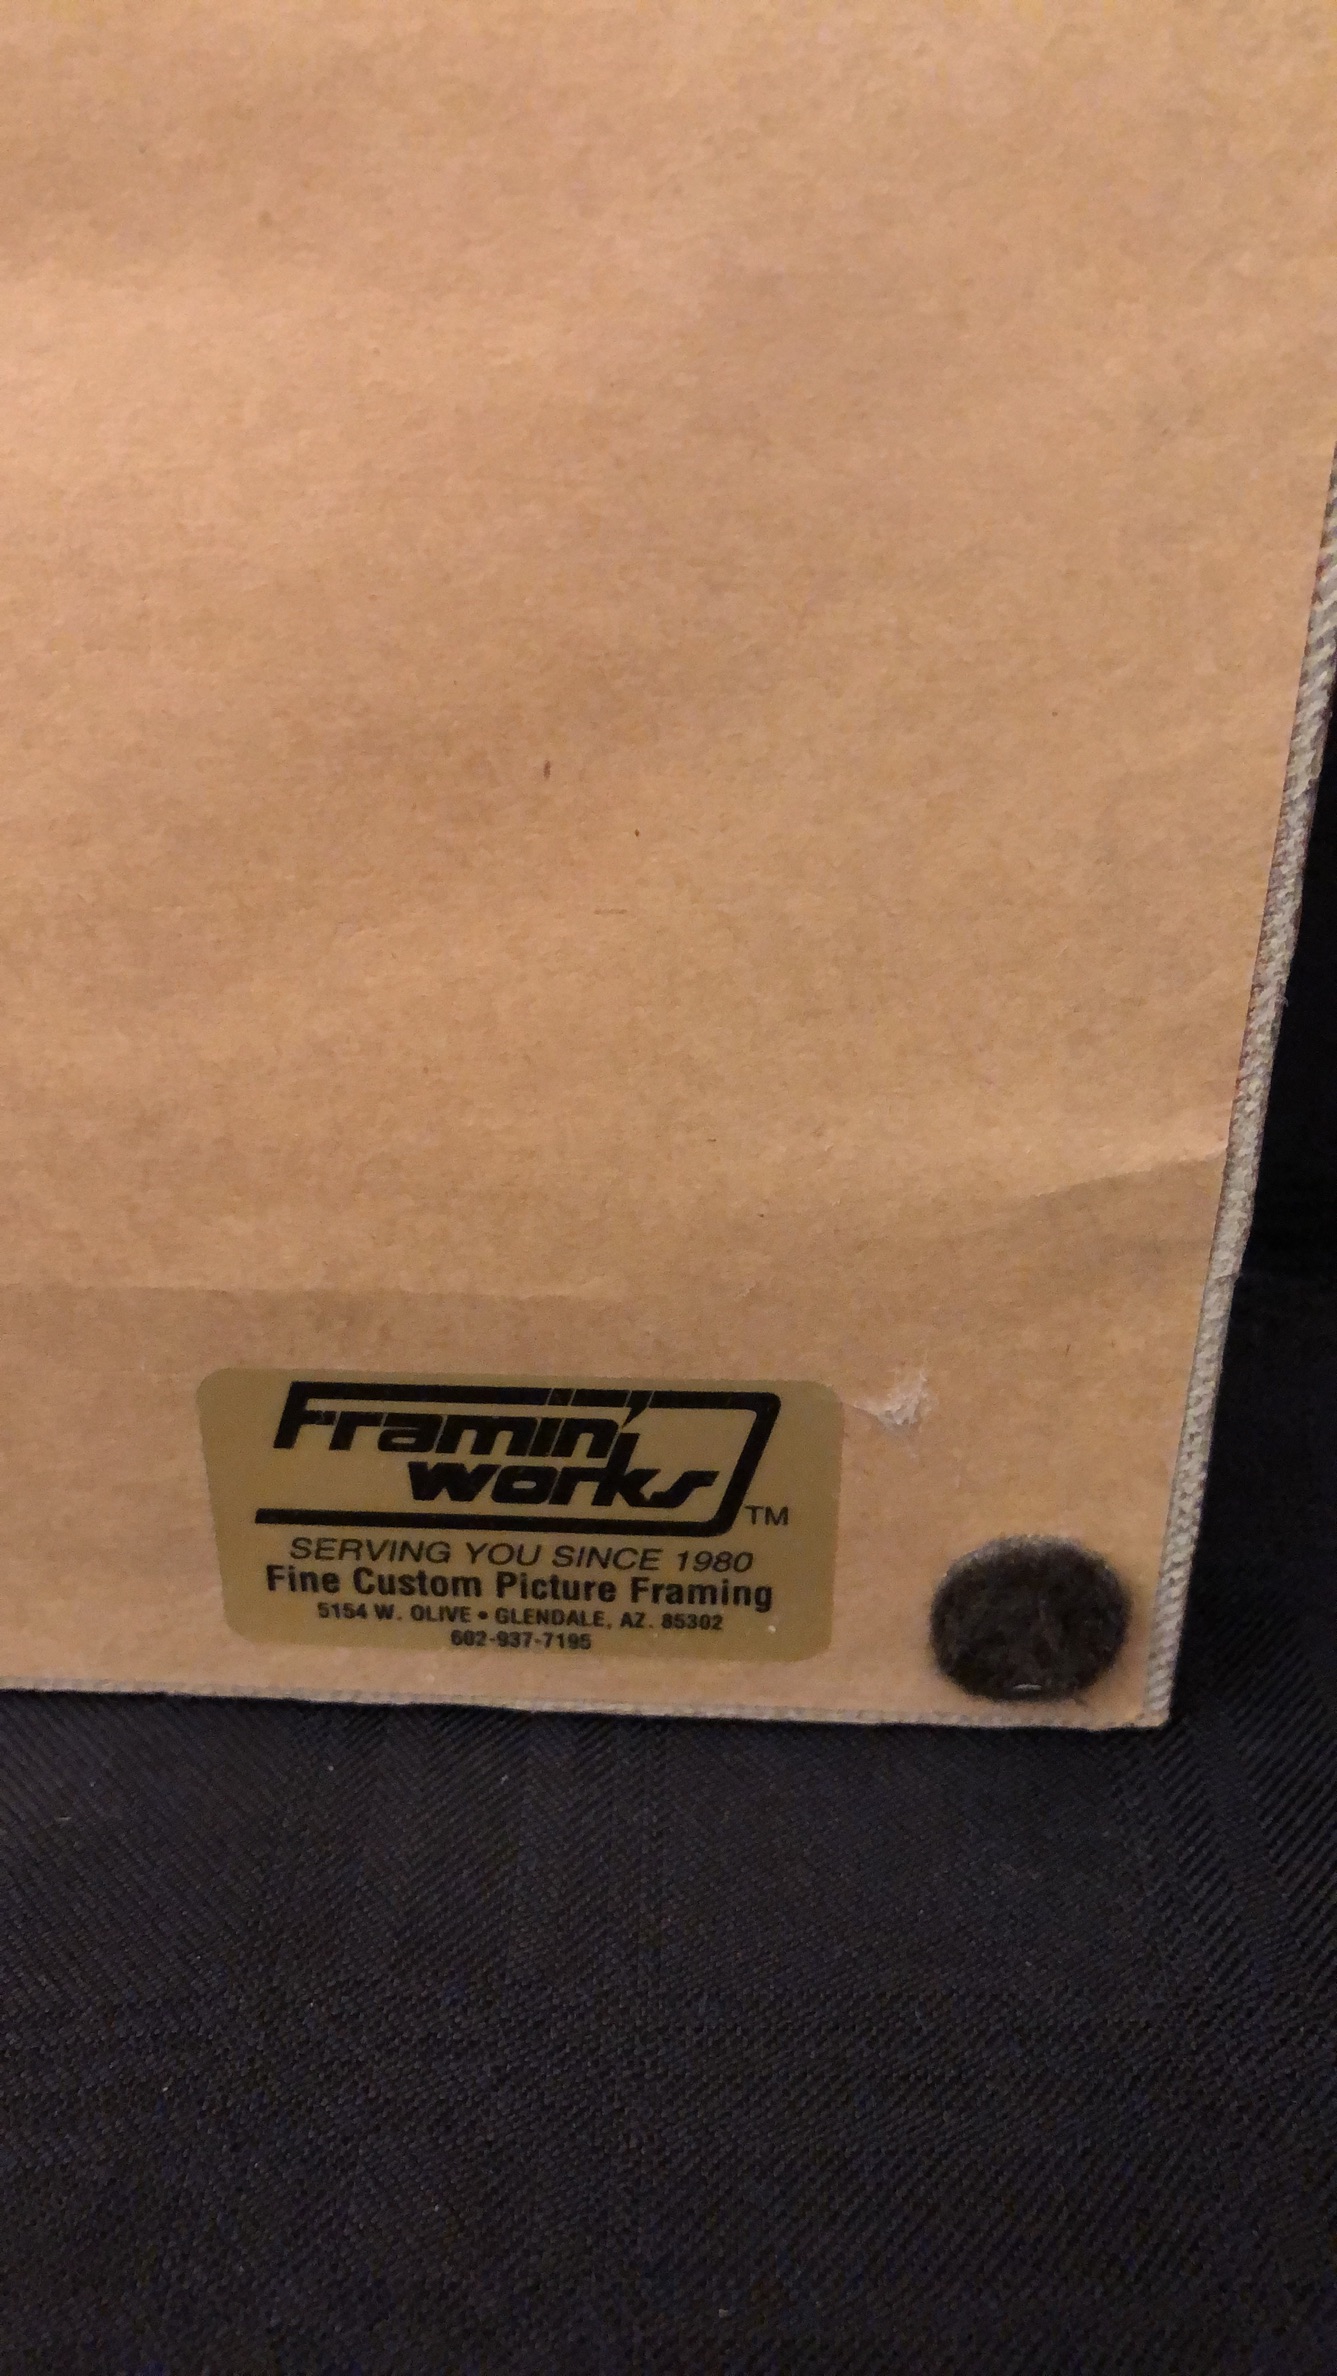 Framin'
works TM
SERVING YOU SINCE 1980
Fine Custom Picture Framing
5154 W. OLIVE • GLENDALE, AZ. 85302
602-937-7195